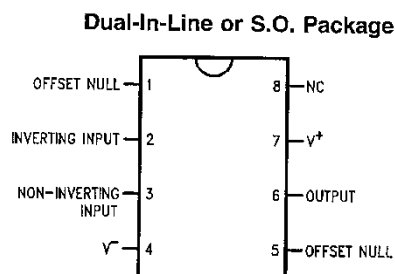 Dual-In-Line or S.O. Package
OFFSET NULL 1
8 NC
INVERTING INPUT 2
7 V+
NON-INVERTING
INPUT
3
6 OUTPUT
V− 4
5 OFFSET NULL